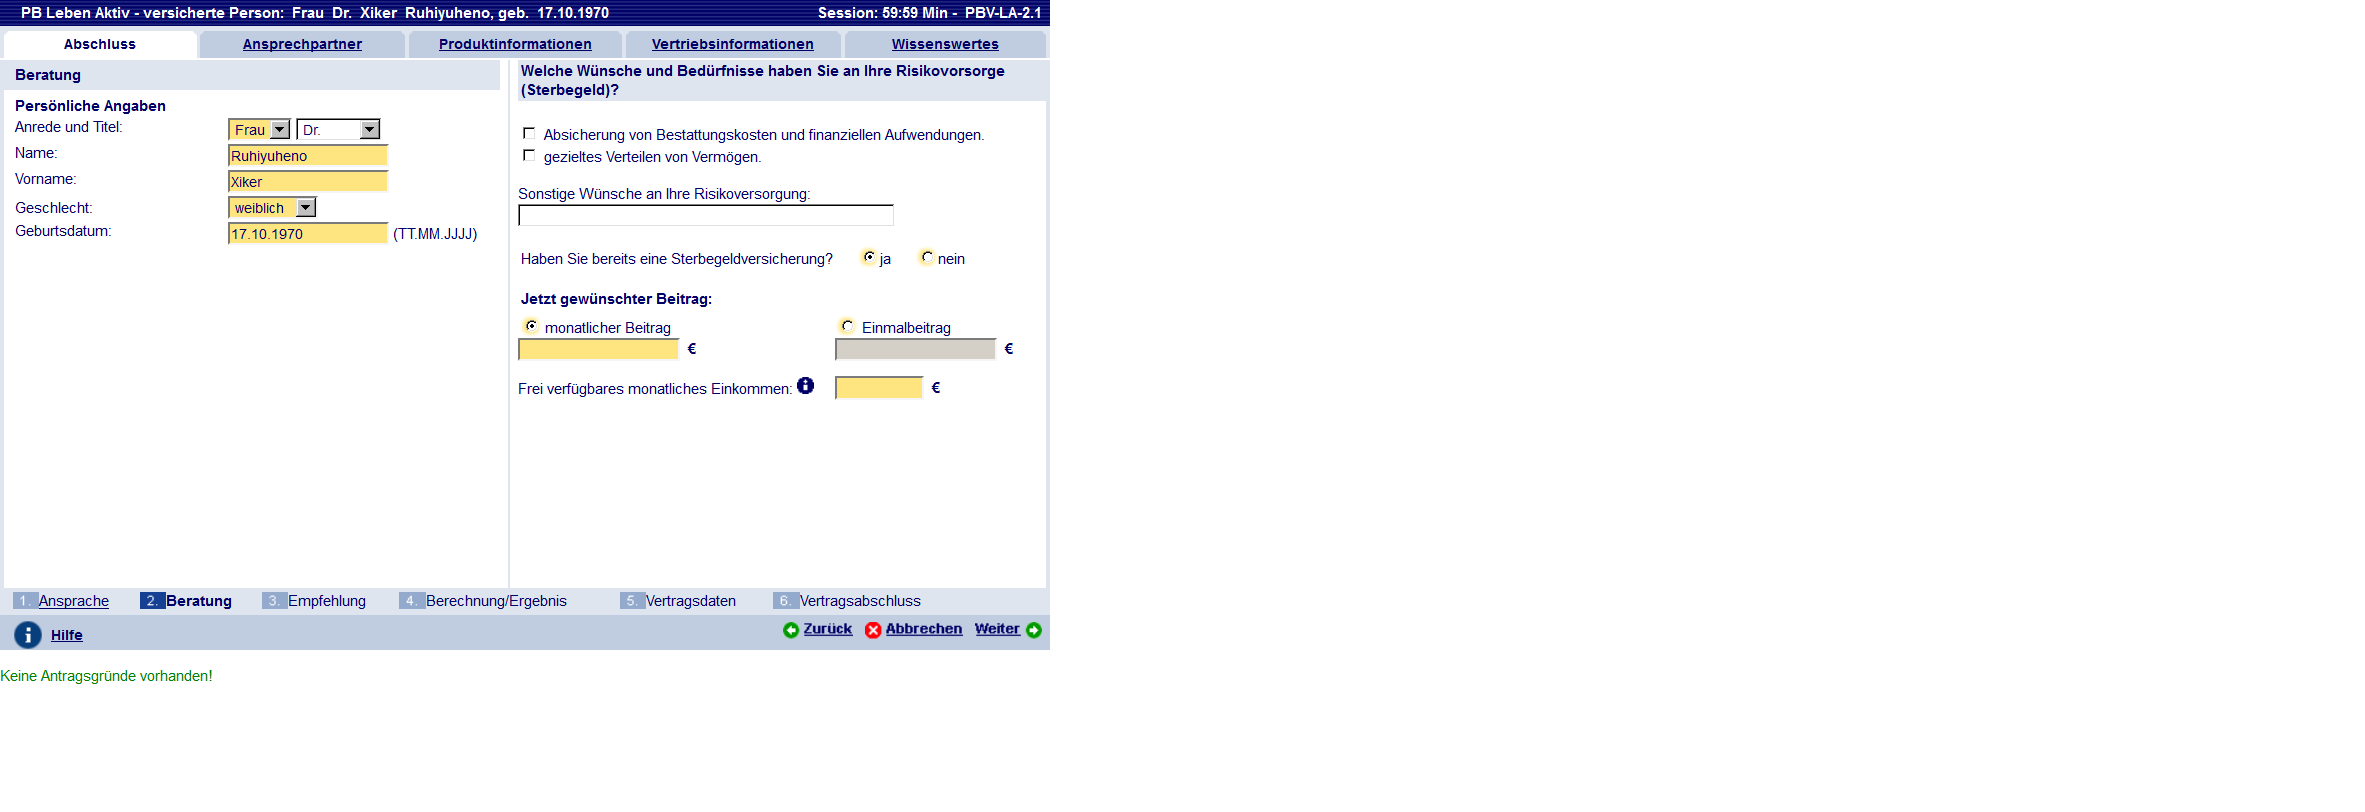 PB Leben Aktiv - versicherte Person: Frau Dr. Xiker Ruhiyuheno, geb. 17.10.1970
Session: 59:59 Min - PBV-LA-2.1
Abschluss
Ansprechpartner
Produktinformationen
Vertriebsinformationen
Wissenswertes
Beratung
Persönliche Angaben
Anrede und Titel: Frau Dr.
Name: Ruhiyuheno
Vorname: Xiker
Geschlecht: weiblich
Geburtsdatum: 17.10.1970 (TT.MM.JJJJ)
Welche Wünsche und Bedürfnisse haben Sie an Ihre Risikovorsorge
(Sterbegeld)?
Absicherung von Bestattungskosten und finanziellen Aufwendungen.
gezieltes Verteilen von Vermögen.
Sonstige Wünsche an Ihre Risikoversorgung:
Haben Sie bereits eine Sterbegeldversicherung? ja nein
Jetzt gewünschter Beitrag:
monatlicher Beitrag Einmalbeitrag
€ €
Frei verfügbares monatliches Einkommen: €
1. Ansprache 2. Beratung 3. Empfehlung 4. Berechnung/Ergebnis 5. Vertragsdaten 6. Vertragsabschluss
Hilfe Zurück Abbrechen Weiter
Keine Antragsgründe vorhanden!